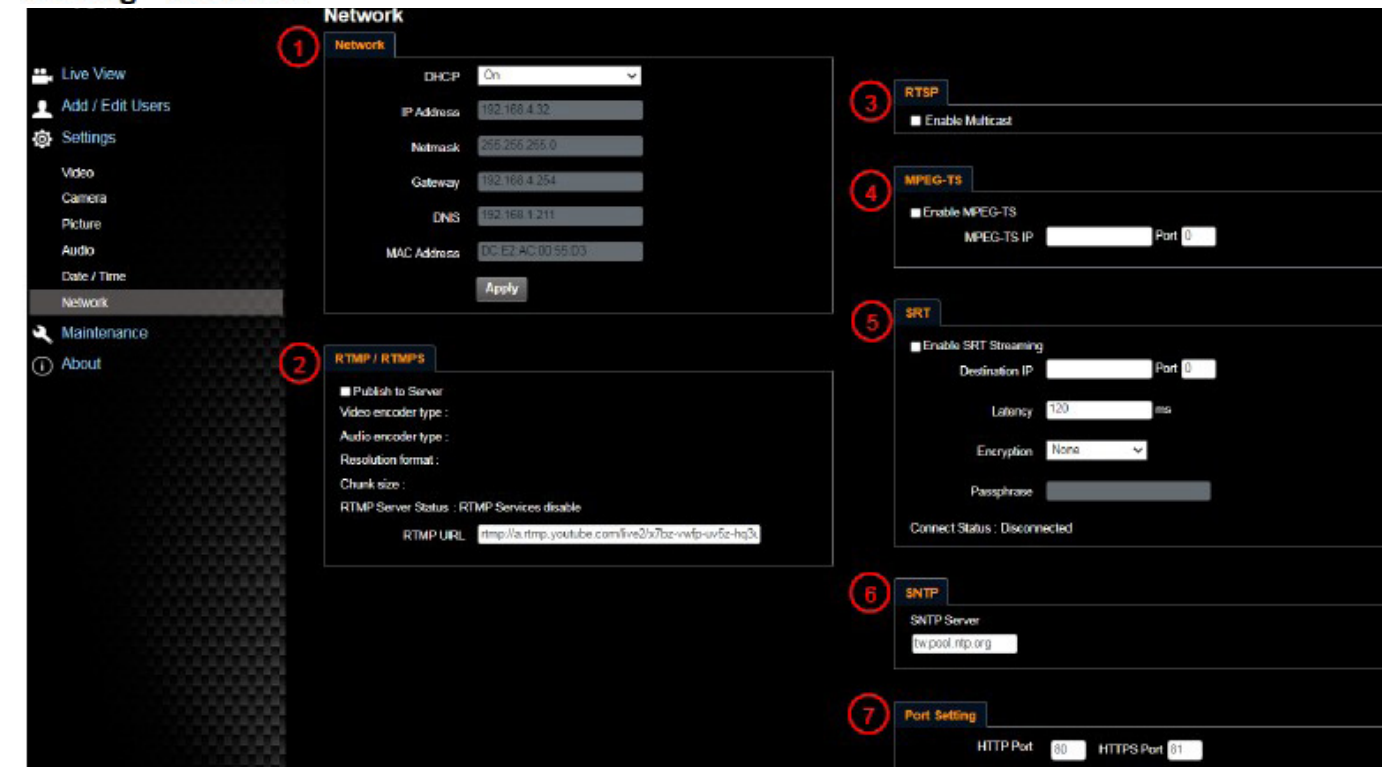 Network
1
Network
DHCP On
IP Address 192.168.4.32
Netmask 255.255.255.0
Gateway 192.168.4.254
DNS 192.168.1.211
MAC Address DC:E2:AC:00:55:D3
Apply
2
RTMP / RTMPS
Publish to Server
Video encoder type :
Audio encoder type :
Resolution format :
Chunk size :
RTMP Server Status : RTMP Services disable
RTMP URL
Live View
Add / Edit Users
Settings
Video
Camera
Picture
Audio
Date / Time
Network
Maintenance
About
3
RTSP
Enable Multicast
4
MPEG-TS
Enable MPEG-TS
MPEG-TS IP Port 0
5
SRT
Enable SRT Streaming
Destination IP Port 0
Latency 120 ms
Encryption None
Passphrase
Connect Status : Disconnected
6
SNTP
SNTP Server
tw.pool.ntp.org
7
Port Setting
HTTP Port 80 HTTPS Port 81